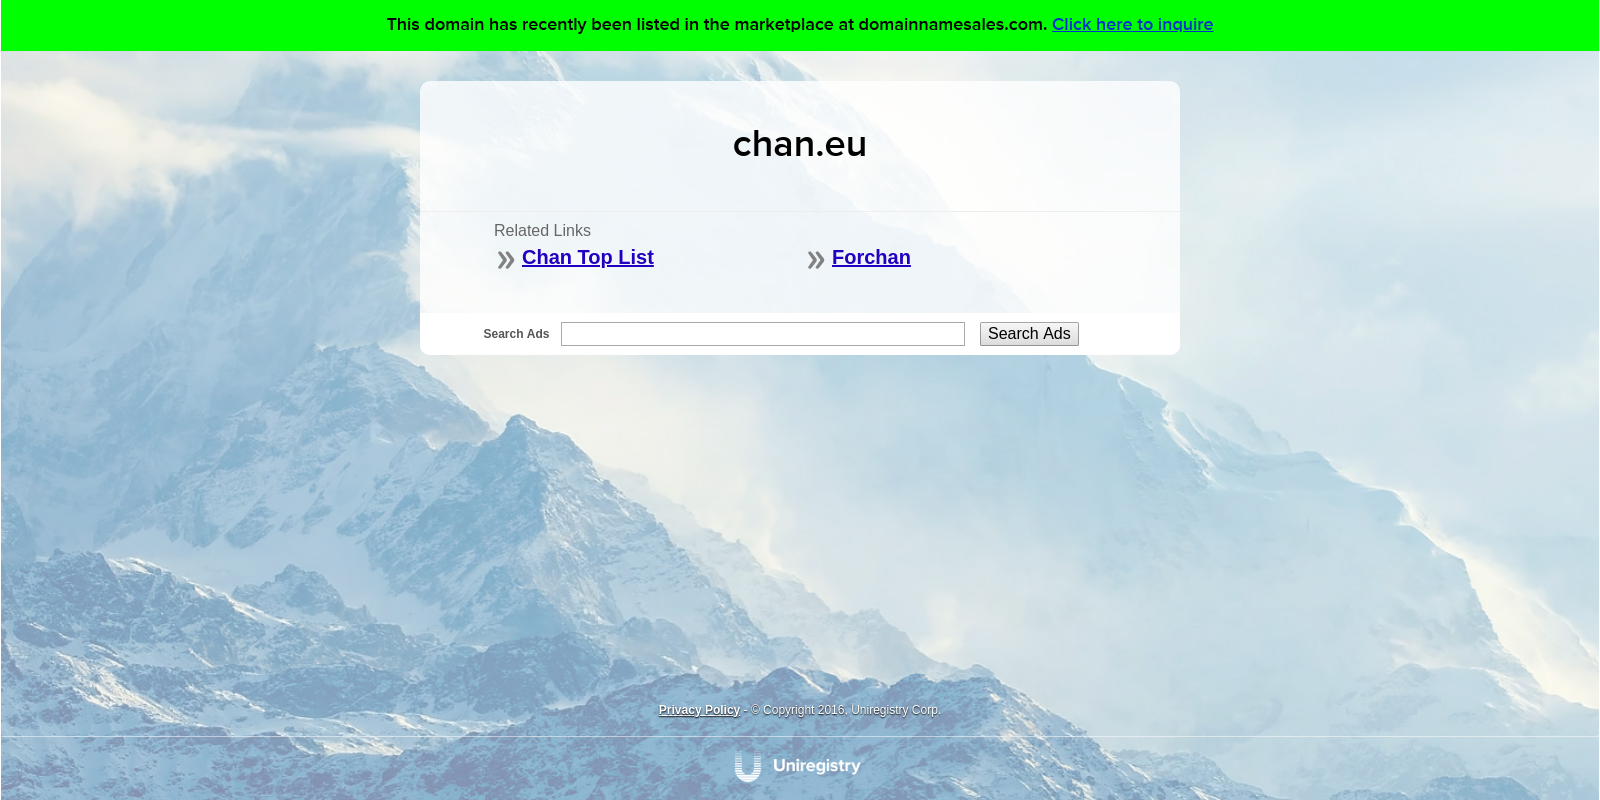 This domain has recently been listed in the marketplace at domainnamesales.com. Click here to inquire
chan.eu
Related Links
Chan Top List
Forchan
Search Ads
Search Ads
Privacy Policy - © Copyright 2016, Uniregistry Corp.
Uniregistry